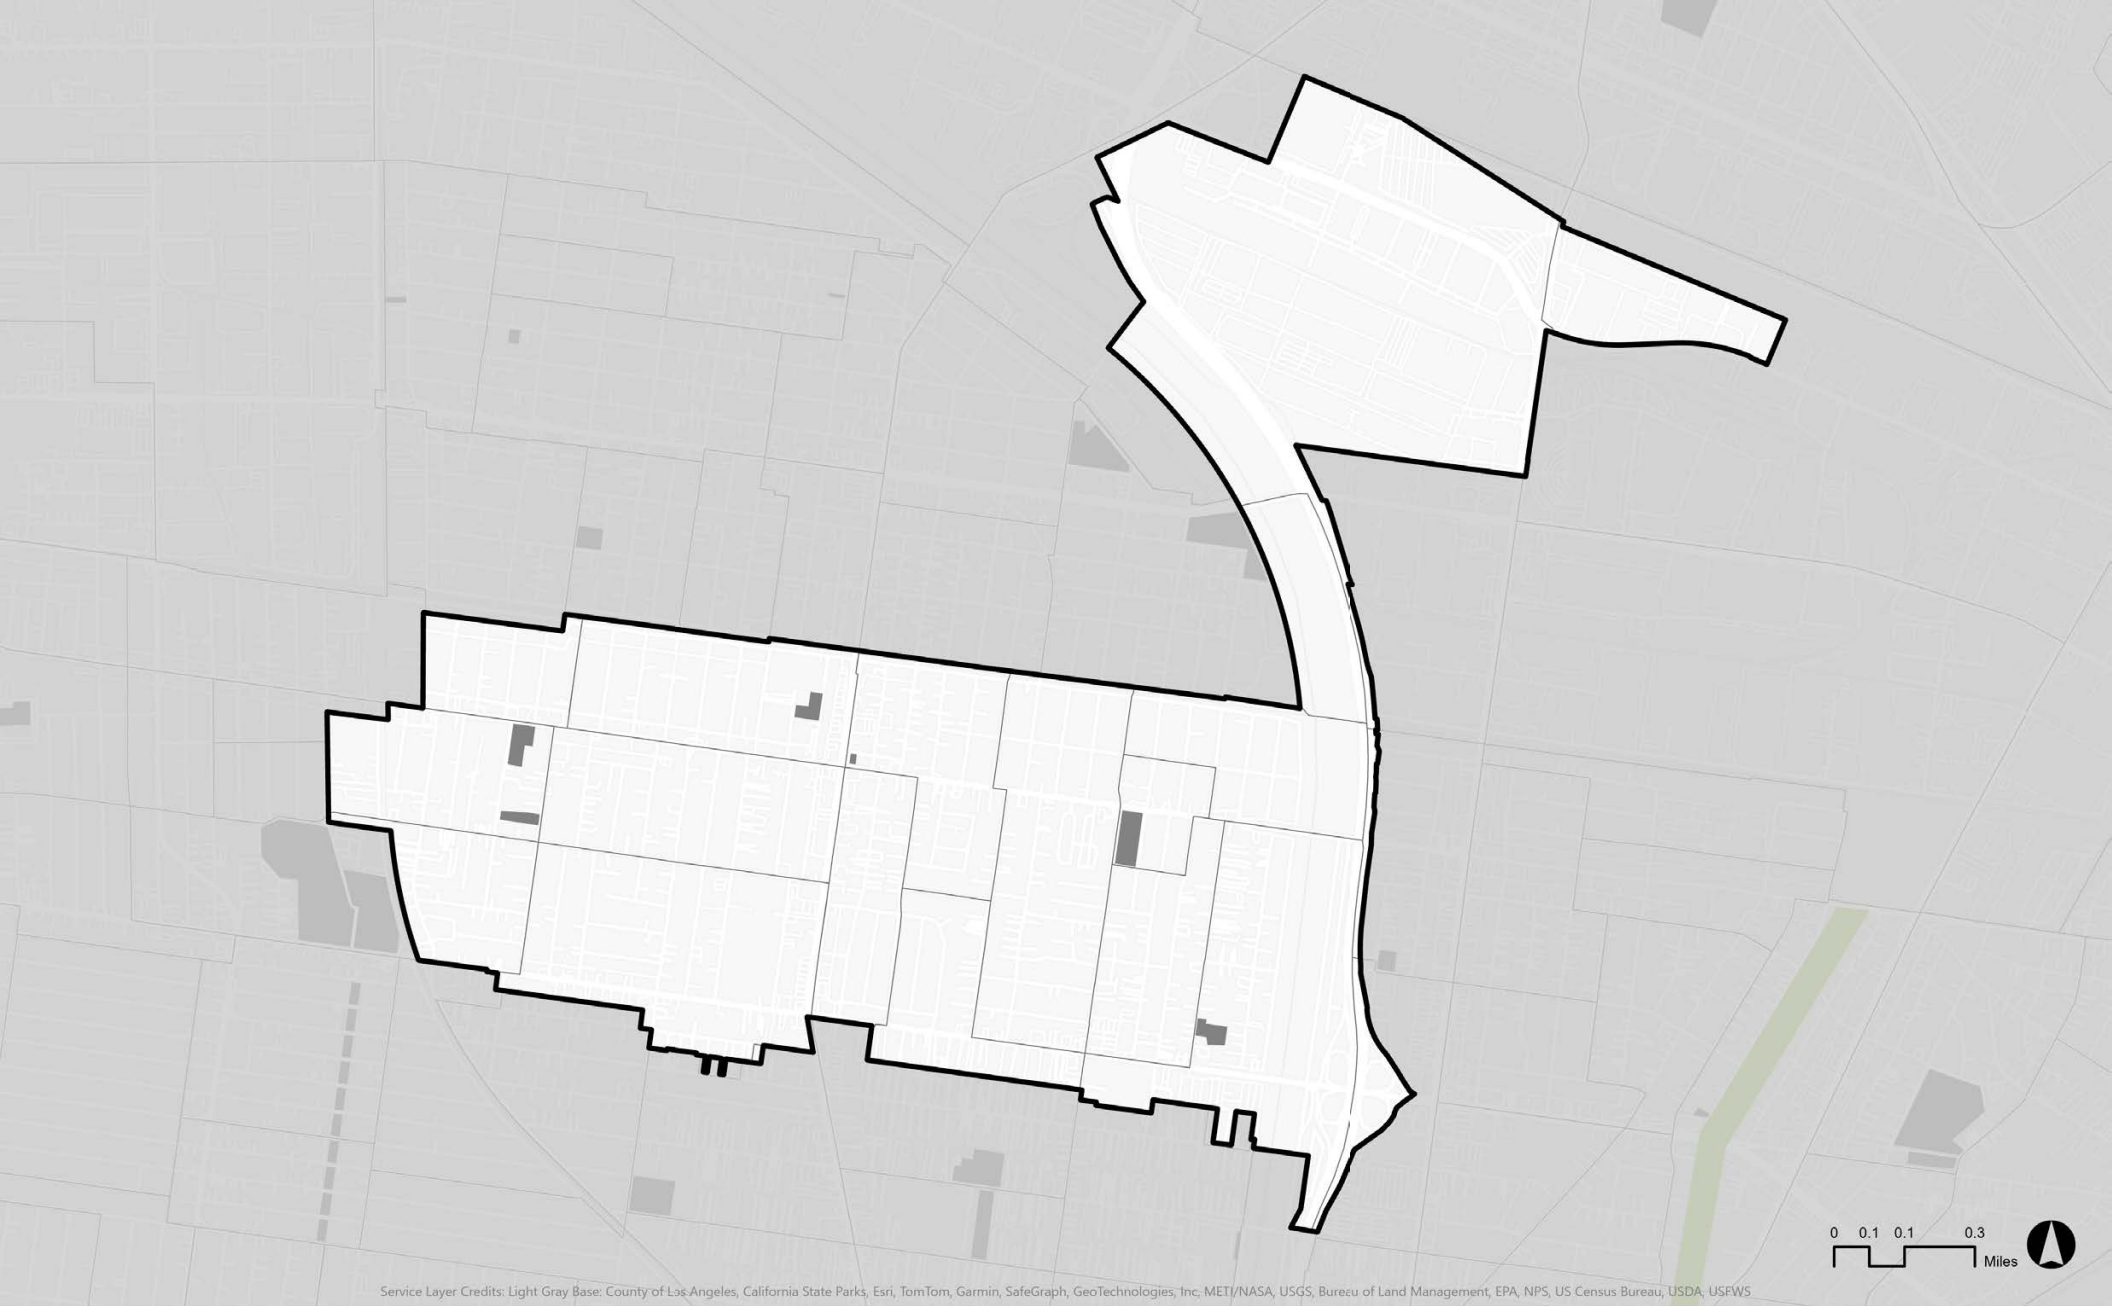 0 0.1 0.1 0.3
Miles
Service Layer Credits: Light Gray Base: County of Los Angeles, California State Parks, Esri, TomTom, Garmin, SafeGraph, GeoTechnologies, Inc, METI/NASA, USGS, Bureau of Land Management, EPA, NPS, US Census Bureau, USDA, USFWS